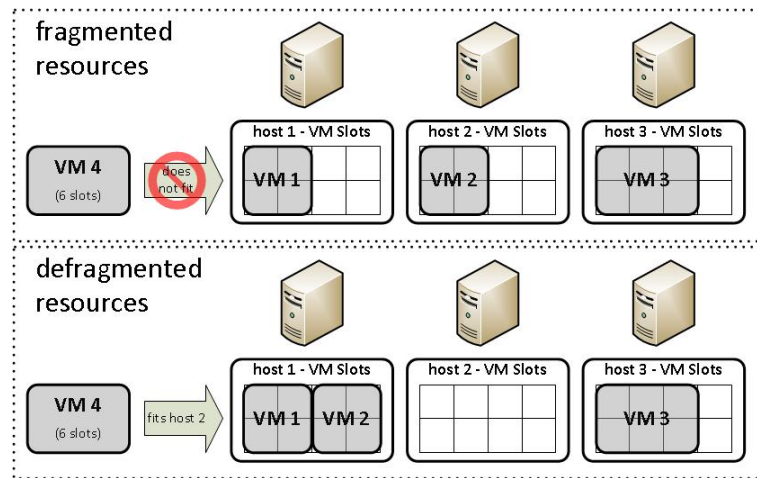 fragmented
resources
host 1 - VM Slots
host 2 - VM Slots
host 3 - VM Slots
VM 4
(6 slots)
does
not fit
VM 1
VM 2
VM 3
defragmented
resources
host 1 - VM Slots
host 2 - VM Slots
host 3 - VM Slots
VM 4
(6 slots)
fits host 2
VM 1
VM 2
VM 3